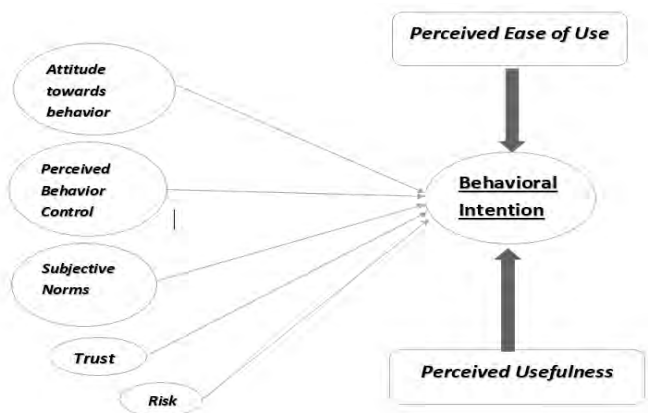 Perceived Ease of Use
Attitude
towards
behavior
Perceived
Behavior
Control
Behavioral
Intention
Subjective
Norms
Trust
Perceived Usefulness
Risk